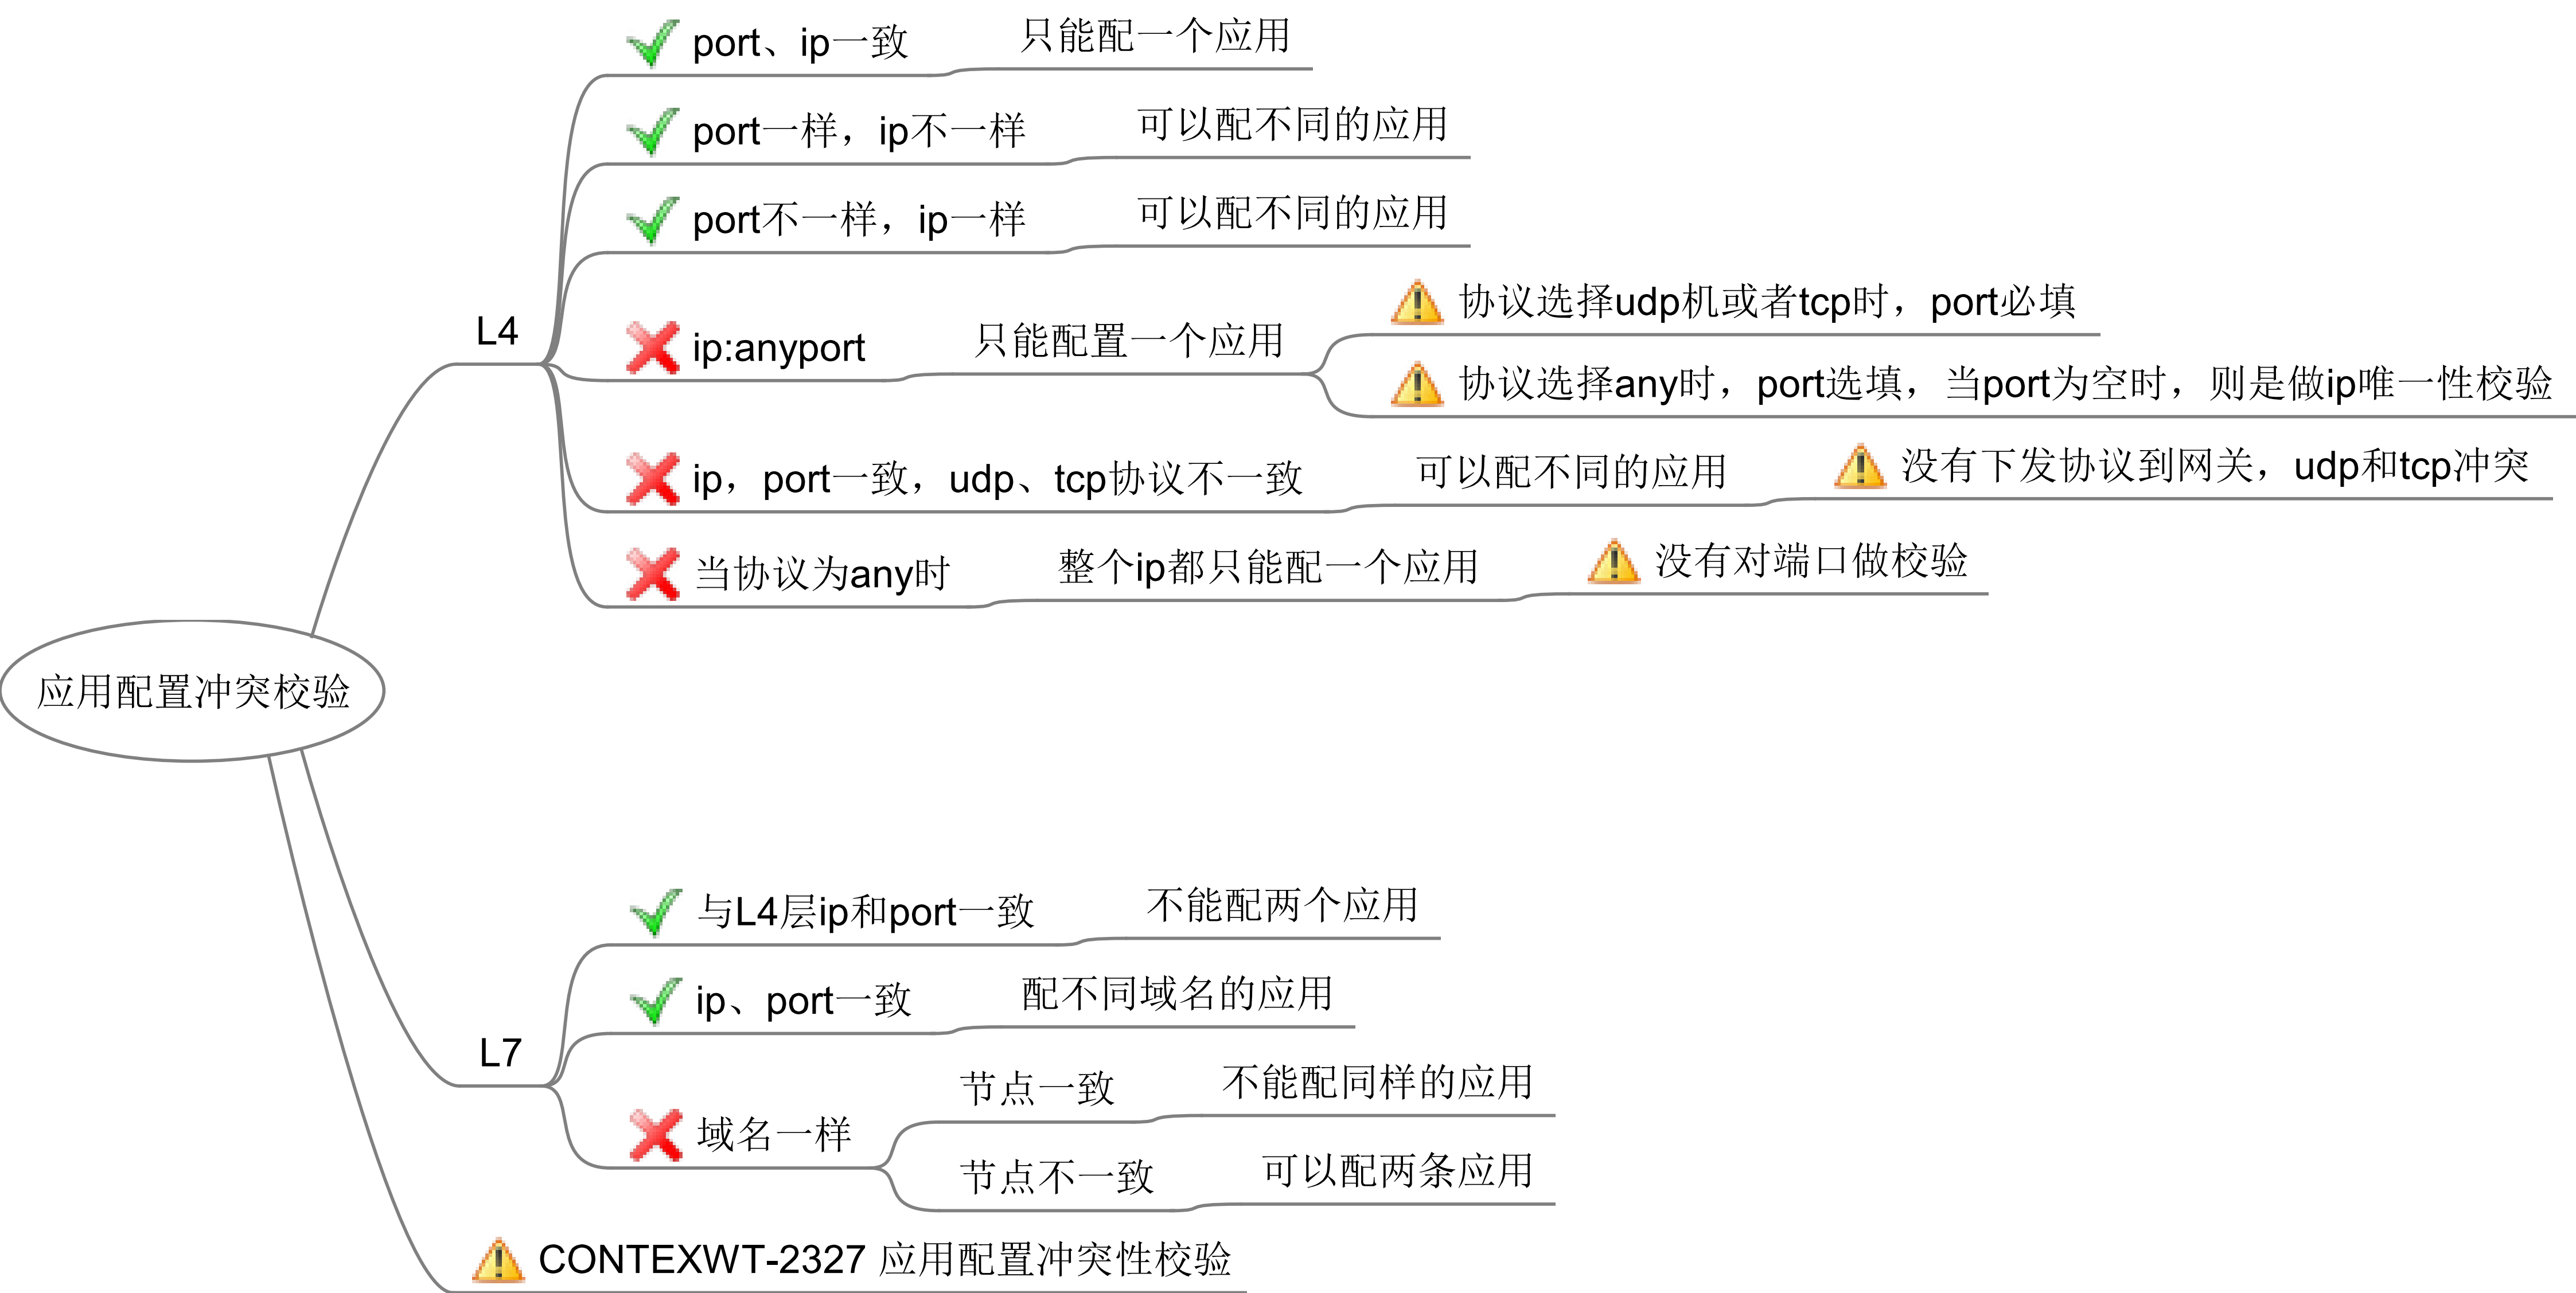 port、ip一致 只能配一个应用
port一样，ip不一样 可以配不同的应用
port不一样，ip一样 可以配不同的应用
L4
ip:anyport 只能配置一个应用
协议选择udp机或者tcp时，port必填
协议选择any时，port选填，当port为空时，则是做ip唯一性校验
ip，port一致，udp、tcp协议不一致 可以配不同的应用 没有下发协议到网关，udp和tcp冲突
当协议为any时 整个ip都只能配一个应用 没有对端口做校验
应用配置冲突校验
与L4层ip和port一致 不能配两个应用
ip、port一致 配不同域名的应用
L7
域名一样
节点一致 不能配同样的应用
节点不一致 可以配两条应用
CONTEXWT-2327 应用配置冲突性校验